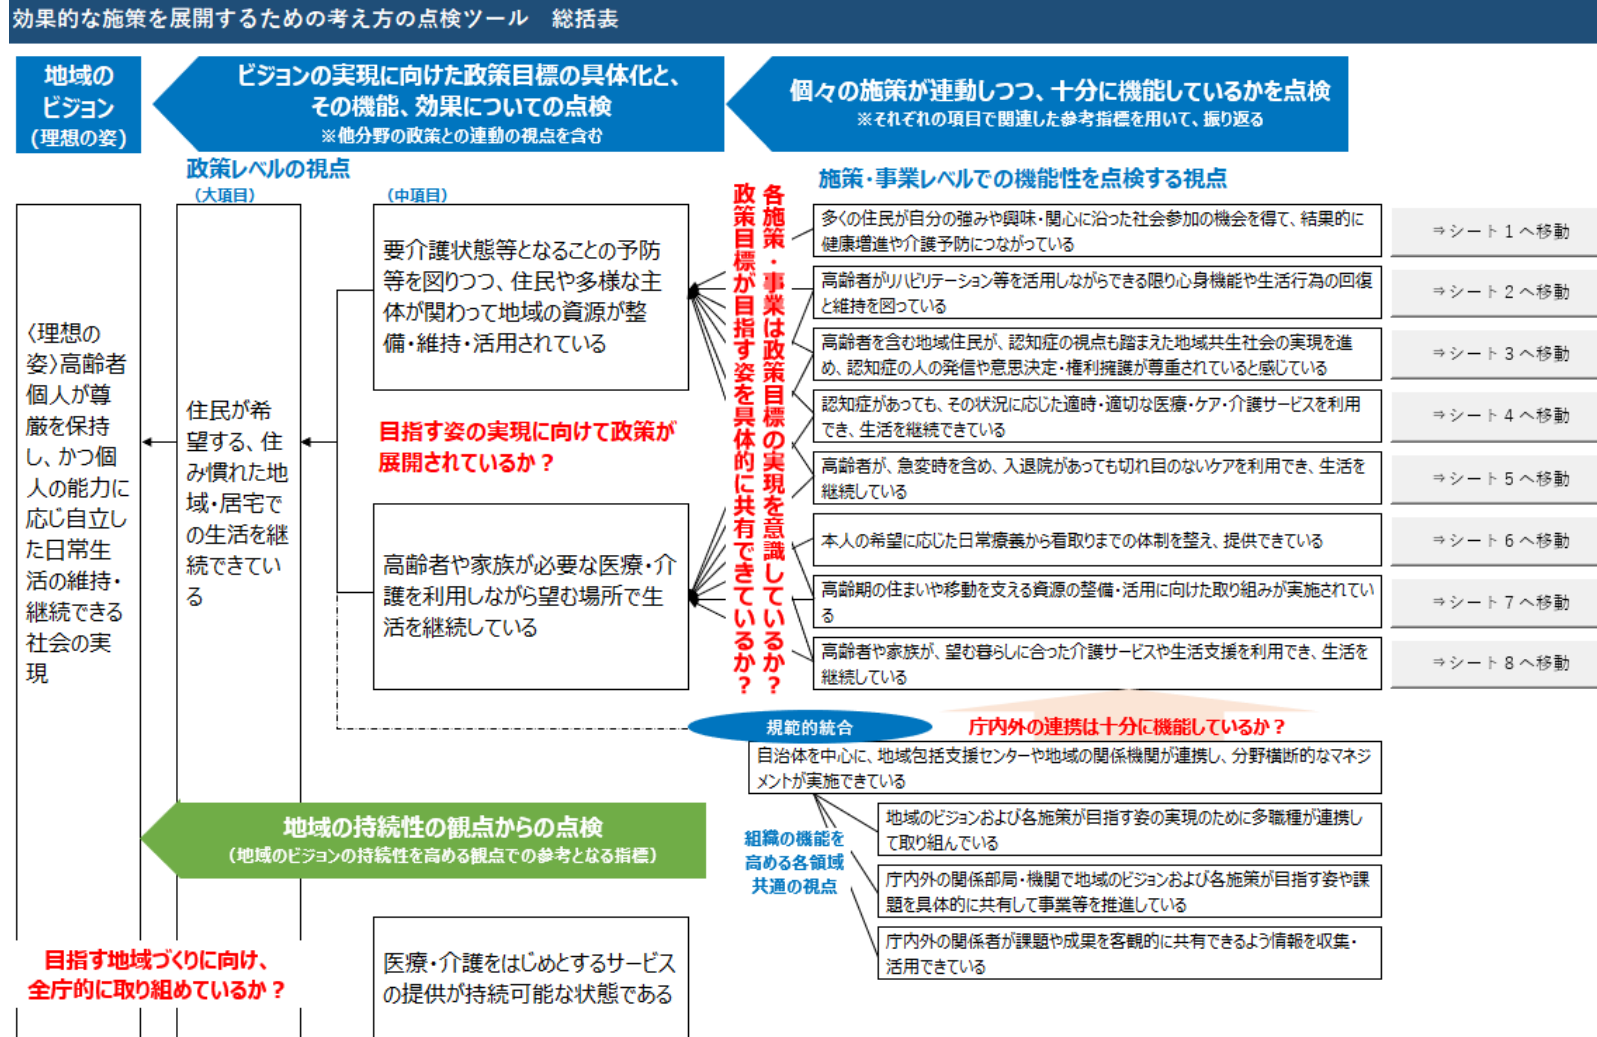 効果的な施策を展開するための考え方の点検ツール　総括表
地域の
ビジョン
(理想の姿)
ビジョンの実現に向けた政策目標の具体化と、
その機能、効果についての点検
※他分野の政策との連動の視点を含む
個々の施策が連動しつつ、十分に機能しているかを点検
※それぞれの項目で関連した参考指標を用いて、振り返る
政策レベルの視点
（大項目）
（中項目）
施策・事業レベルでの機能性を点検する視点
〈理想の
姿〉高齢者
個人が尊
厳を保持
し、かつ個
人の能力に
応じ自立し
た日常生
活の維持・
継続できる
社会の実
現
住民が希
望する、住
み慣れた地
域・居宅で
の生活を継
続できてい
る
要介護状態等となることの予防
等を図りつつ、住民や多様な主
体が関わって地域の資源が整
備・維持・活用されている
目指す姿の実現に向けて政策が
展開されているか？
高齢者や家族が必要な医療・介
護を利用しながら望む場所で生
活を継続している
各施策・事業は政策目標の実現を意識しているか？
政策目標が目指す姿を具体的に共有できているか？
多くの住民が自分の強みや興味・関心に沿った社会参加の機会を得て、結果的に
健康増進や介護予防につながっている
⇒シート１へ移動
高齢者がリハビリテーション等を活用しながらできる限り心身機能や生活行為の回復
と維持を図っている
⇒シート２へ移動
高齢者を含む地域住民が、認知症の視点も踏まえた地域共生社会の実現を進
め、認知症の人の発信や意思決定・権利擁護が尊重されていると感じている
⇒シート３へ移動
認知症があっても、その状況に応じた適時・適切な医療・ケア・介護サービスを利用
でき、生活を継続できている
⇒シート４へ移動
高齢者が、急変時を含め、入退院があっても切れ目のないケアを利用でき、生活を
継続している
⇒シート５へ移動
本人の希望に応じた日常療養から看取りまでの体制を整え、提供できている
⇒シート６へ移動
高齢期の住まいや移動を支える資源の整備・活用に向けた取り組みが実施されてい
る
⇒シート７へ移動
高齢者や家族が、望む暮らしに合った介護サービスや生活支援を利用でき、生活を
継続している
⇒シート８へ移動
規範的統合
庁内外の連携は十分に機能しているか？
自治体を中心に、地域包括支援センターや地域の関係機関が連携し、分野横断的なマネジ
メントが実施できている
組織の機能を
高める各領域
共通の視点
地域のビジョンおよび各施策が目指す姿の実現のために多職種が連携し
て取り組んでいる
庁内外の関係部局・機関で地域のビジョンおよび各施策が目指す姿や課
題を具体的に共有して事業等を推進している
庁内外の関係者が課題や成果を客観的に共有できるよう情報を収集・
活用できている
地域の持続性の観点からの点検
（地域のビジョンの持続性を高める観点での参考となる指標）
目指す地域づくりに向け、
全庁的に取り組めているか？
医療・介護をはじめとするサービス
の提供が持続可能な状態である